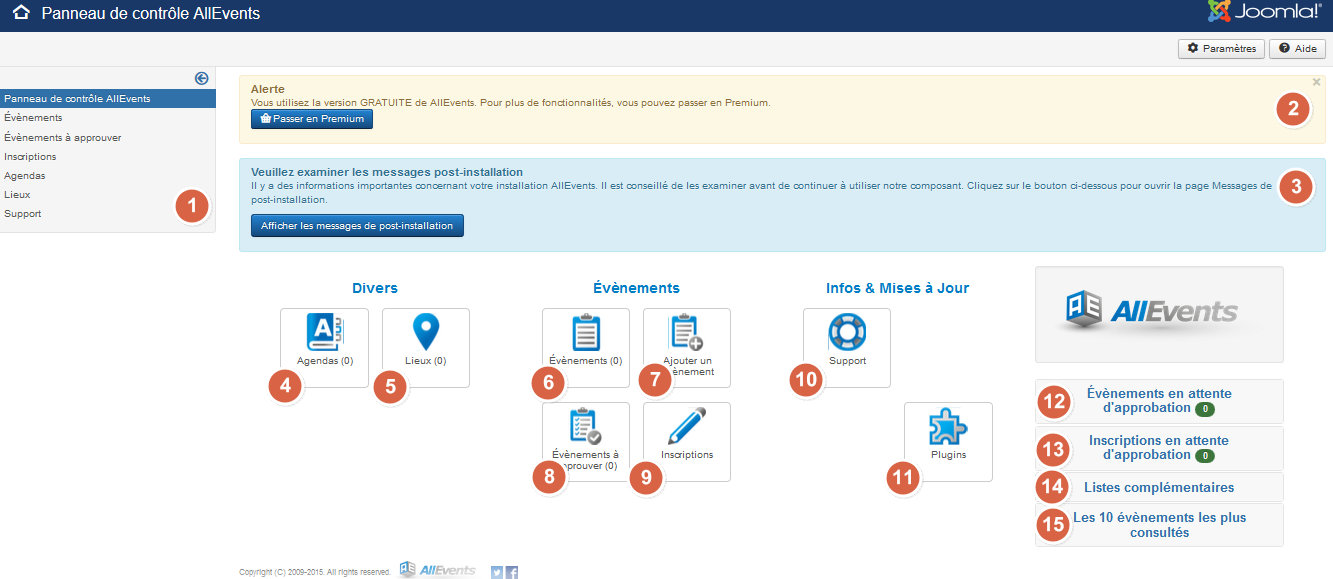 Panneau de contrôle AllEvents
Joomla!®
Paramètres
Aide
Panneau de contrôle AllEvents
Évènements
Évènements à approuver
Inscriptions
Agendas
Lieux
Support
1
Alerte
Vous utilisez la version GRATUITE de AllEvents. Pour plus de fonctionnalités, vous pouvez passer en Premium.
Passer en Premium
×
2
Veuillez examiner les messages post-installation
Il y a des informations importantes concernant votre installation AllEvents. Il est conseillé de les examiner avant de continuer à utiliser notre composant. Cliquez sur le bouton ci-dessous pour ouvrir la page Messages de
post-installation.
Afficher les messages de post-installation
3
Divers
A
Agendas (0)
4
Lieux (0)
5
Évènements
Évènements (0)
6
Ajouter un
ènement
7
Évènements à
prouver (0)
8
Inscriptions
9
Infos & Mises à Jour
Support
10
Plugins
11
AE AllEvents
12
Évènements en attente
d'approbation 0
13
Inscriptions en attente
d'approbation 0
14
Listes complémentaires
15
Les 10 évènements les plus
consultés
Copyright (C) 2009-2015. All rights reserved. AE AllEvents